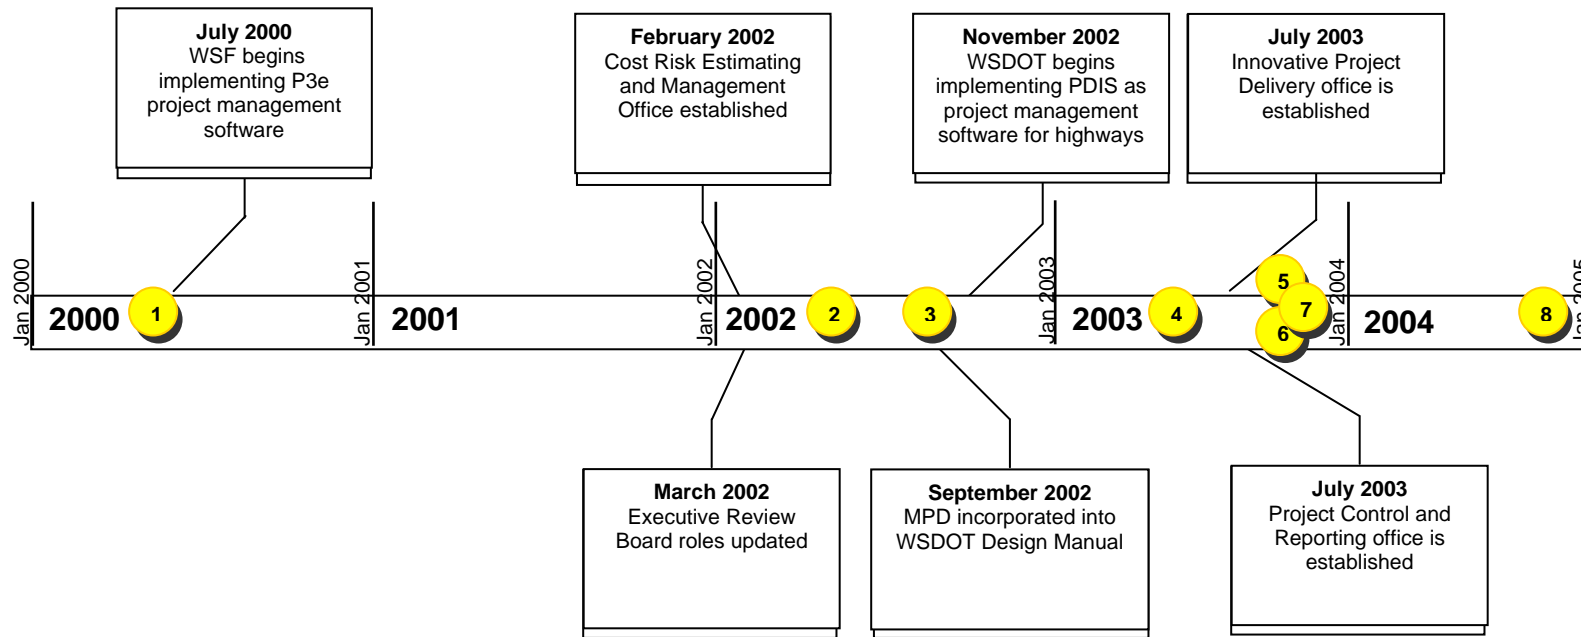 July 2000
WSF begins
implementing P3e
project management
software
February 2002
Cost Risk Estimating
and Management
Office established
November 2002
WSDOT begins
implementing PDIS as
project management
software for highways
July 2003
Innovative Project
Delivery office is
established
Jan 2000
2000
1
Jan 2001
2001
Jan 2002
2002
2
3
Jan 2003
2003
4
5
6
7
Jan 2004
2004
8
Jan 2005
March 2002
Executive Review
Board roles updated
September 2002
MPD incorporated into
WSDOT Design Manual
July 2003
Project Control and
Reporting office is
established